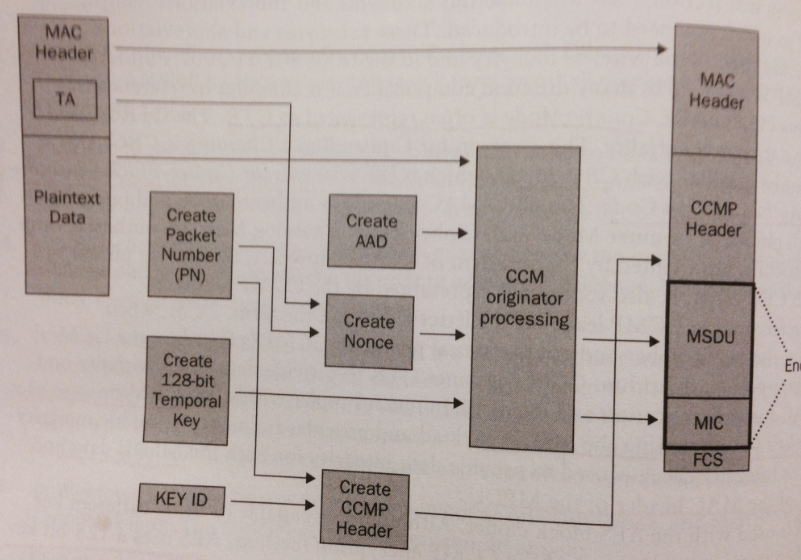 MAC
Header
TA
Plaintext
Data
Create
Packet
Number
(PN)
Create
128-bit
Temporal
Key
KEY ID
Create
AAD
Create
Nonce
Create
CCMP
Header
CCM
originator
processing
MAC
Header
CCMP
Header
MSDU
MIC
FCS